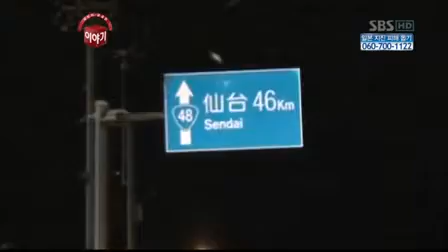 이야기
SBS HD
일본 지진 피해 돕기
060-700-1122
仙台 46Km
48
Sendai